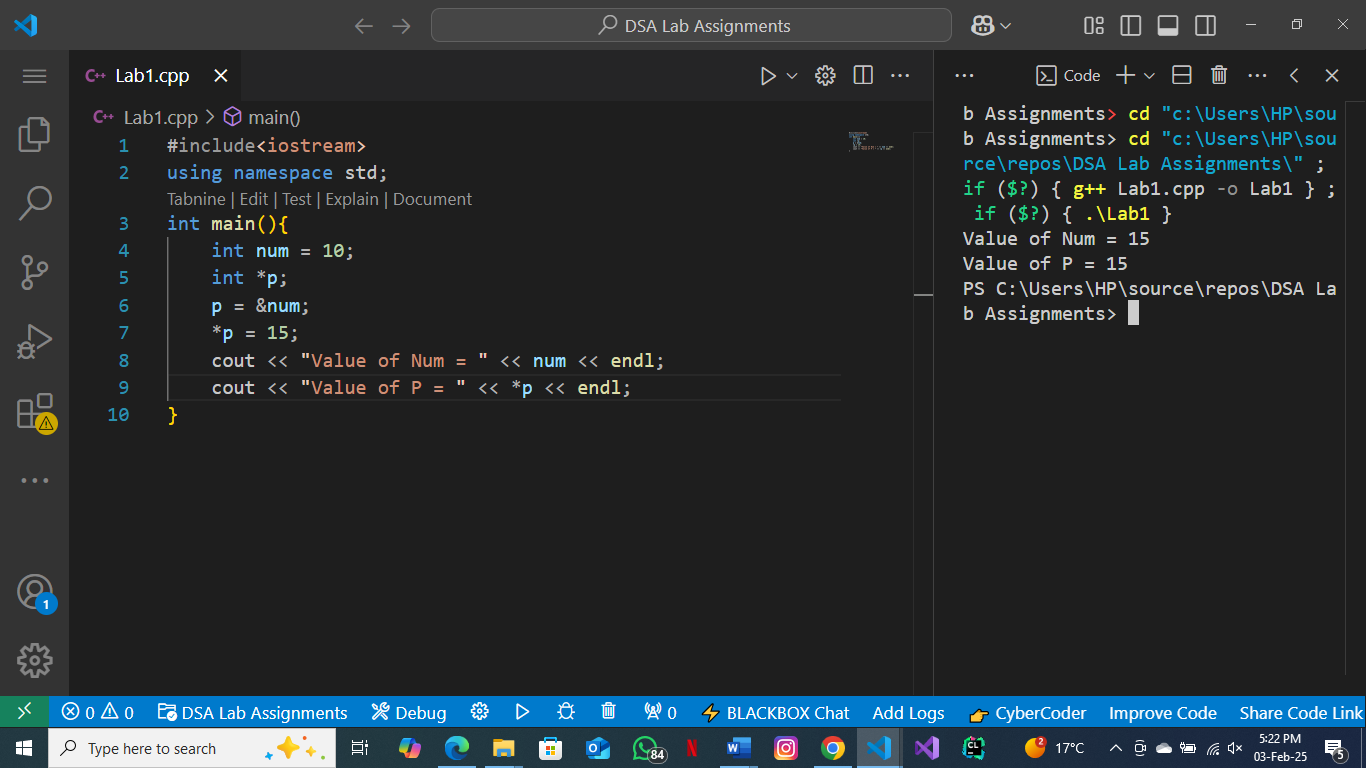 DSA Lab Assignments
C++ Lab1.cpp
Code
C++ Lab1.cpp > main()
1 #include<iostream>
2 using namespace std;
Tabnine | Edit | Test | Explain | Document
3 int main(){
4 int num = 10;
5 int *p;
6 p = &num;
7 *p = 15;
8 cout << "Value of Num = " << num << endl;
9 cout << "Value of P = " << *p << endl;
10 }
b Assignments> cd "c:\Users\HP\sou
b Assignments> cd "c:\Users\HP\sou
rce\repos\DSA Lab Assignments\" ;
if ($?) { g++ Lab1.cpp -o Lab1 } ;
if ($?) { .\Lab1 }
Value of Num = 15
Value of P = 15
PS C:\Users\HP\source\repos\DSA La
b Assignments>
1
0 0 DSA Lab Assignments Debug 0 BLACKBOX Chat Add Logs CyberCoder Improve Code Share Code Link
Type here to search 84 W CL 2 17°C 5:22 PM 5
03-Feb-25